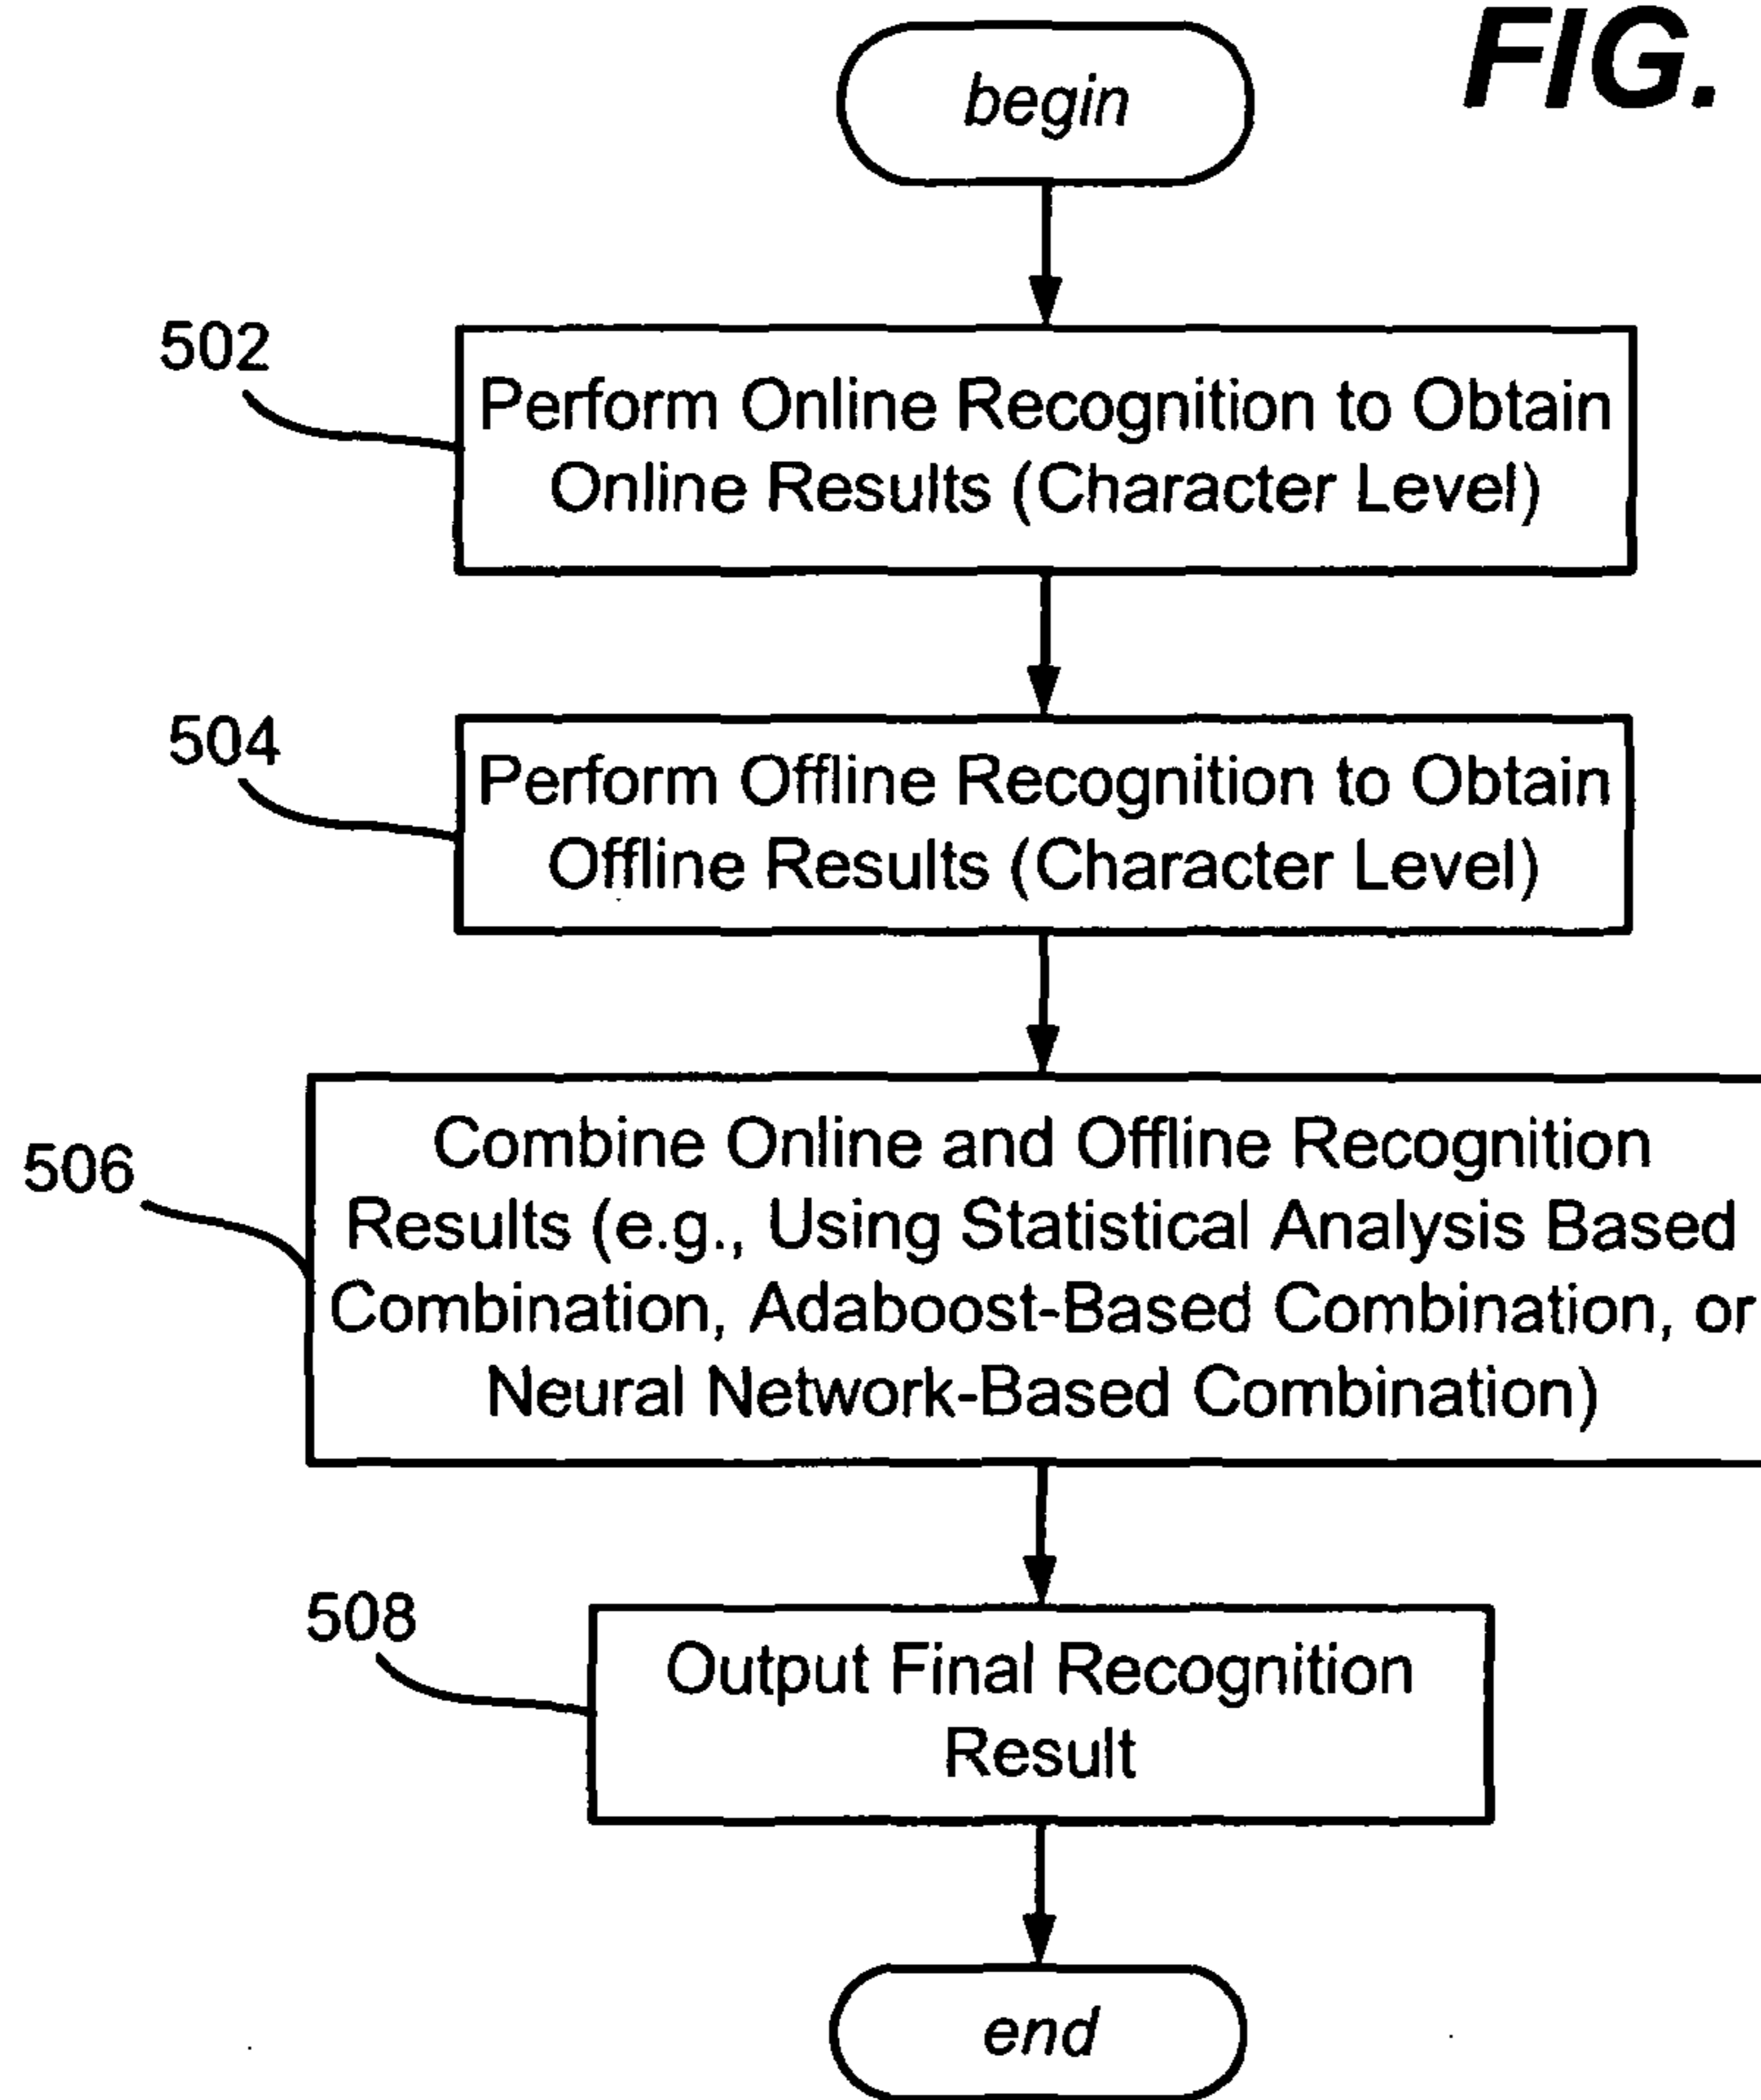 FIG.
begin
502
Perform Online Recognition to Obtain
Online Results (Character Level)
504
Perform Offline Recognition to Obtain
Offline Results (Character Level)
506
Combine Online and Offline Recognition
Results (e.g., Using Statistical Analysis Based
Combination, Adaboost-Based Combination, or
Neural Network-Based Combination)
508
Output Final Recognition
Result
end